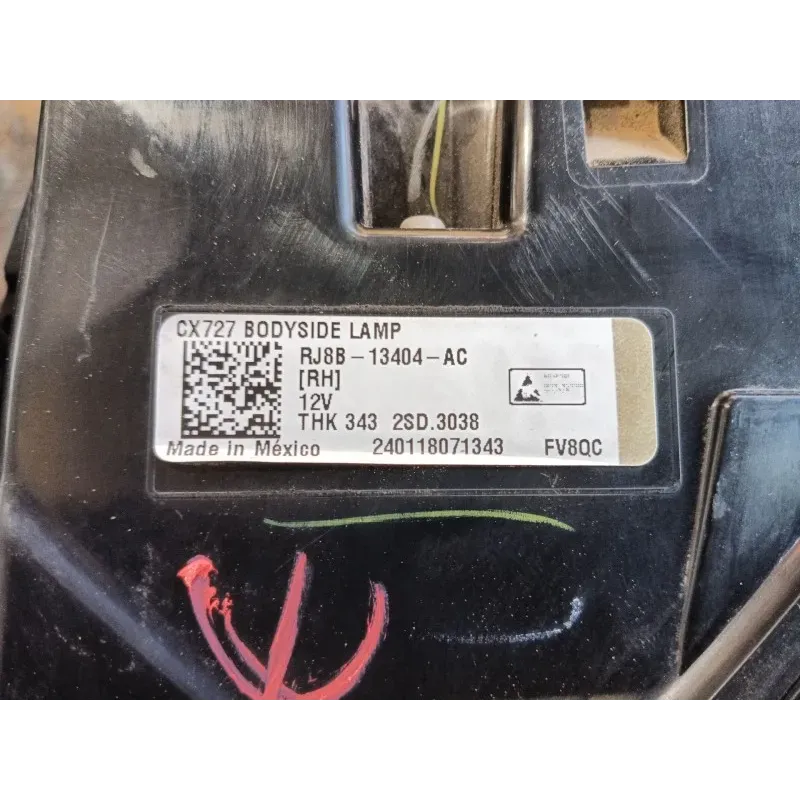 CX727 BODYSIDE LAMP
RJ8B-13404-AC
[RH]
12V
THK 343 2SD.3038
Made in México 240118071343 FV8QC